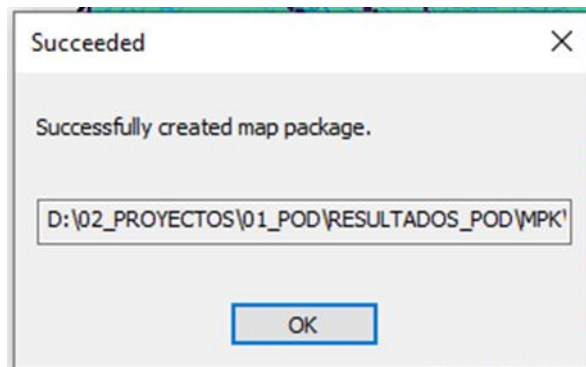 Succeeded
Successfully created map package.
D:\02_PROYECTOS\01_POD\RESULTADOS_POD\MPK\
OK